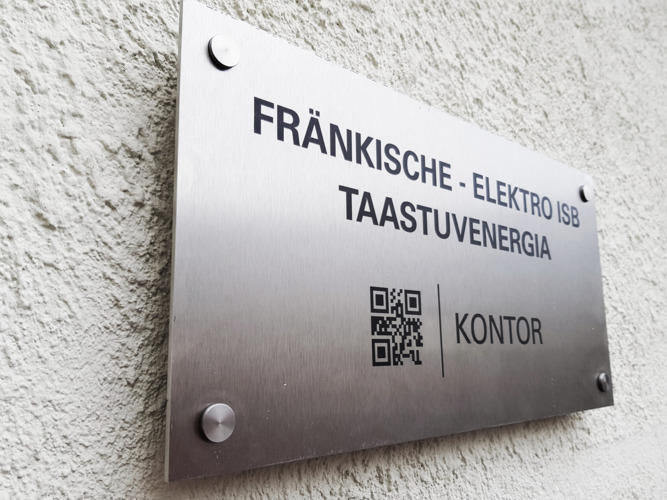 FRÄNKISCHE - ELEKTRO ISB
TAASTUVENERGIA
KONTOR